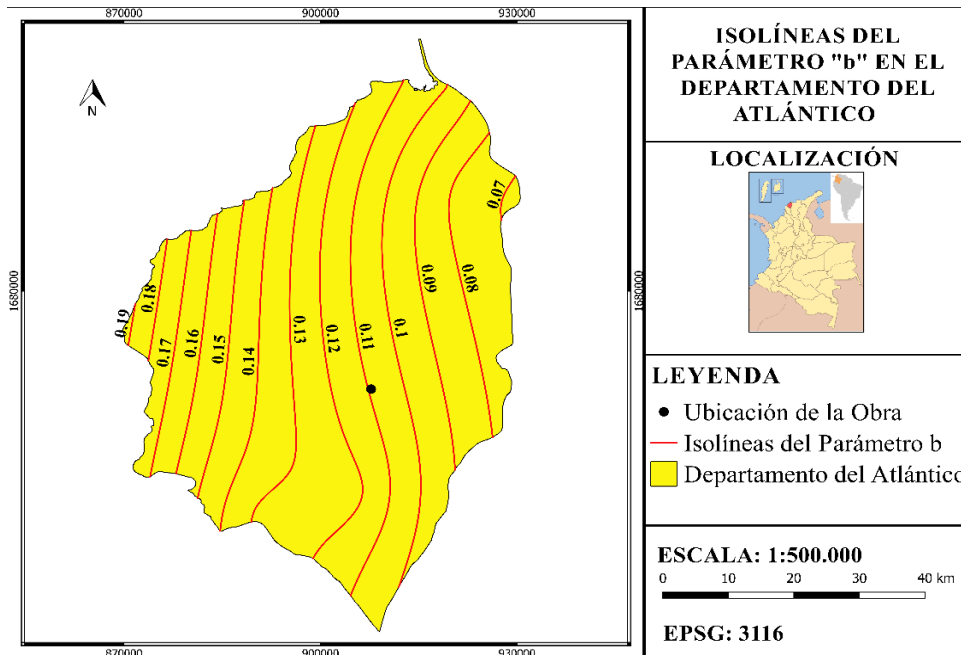 870000
900000
930000
1680000
N
0.19
0.18
0.17
0.16
0.15
0.14
0.13
0.12
0.11
0.1
0.09
0.08
0.07
1680000
870000
900000
930000
ISOLÍNEAS DEL
PARÁMETRO "b" EN EL
DEPARTAMENTO DEL
ATLÁNTICO
LOCALIZACIÓN
LEYENDA
Ubicación de la Obra
Isolíneas del Parámetro b
Departamento del Atlántico
ESCALA: 1:500.000
0 10 20 30 40 km
EPSG: 3116